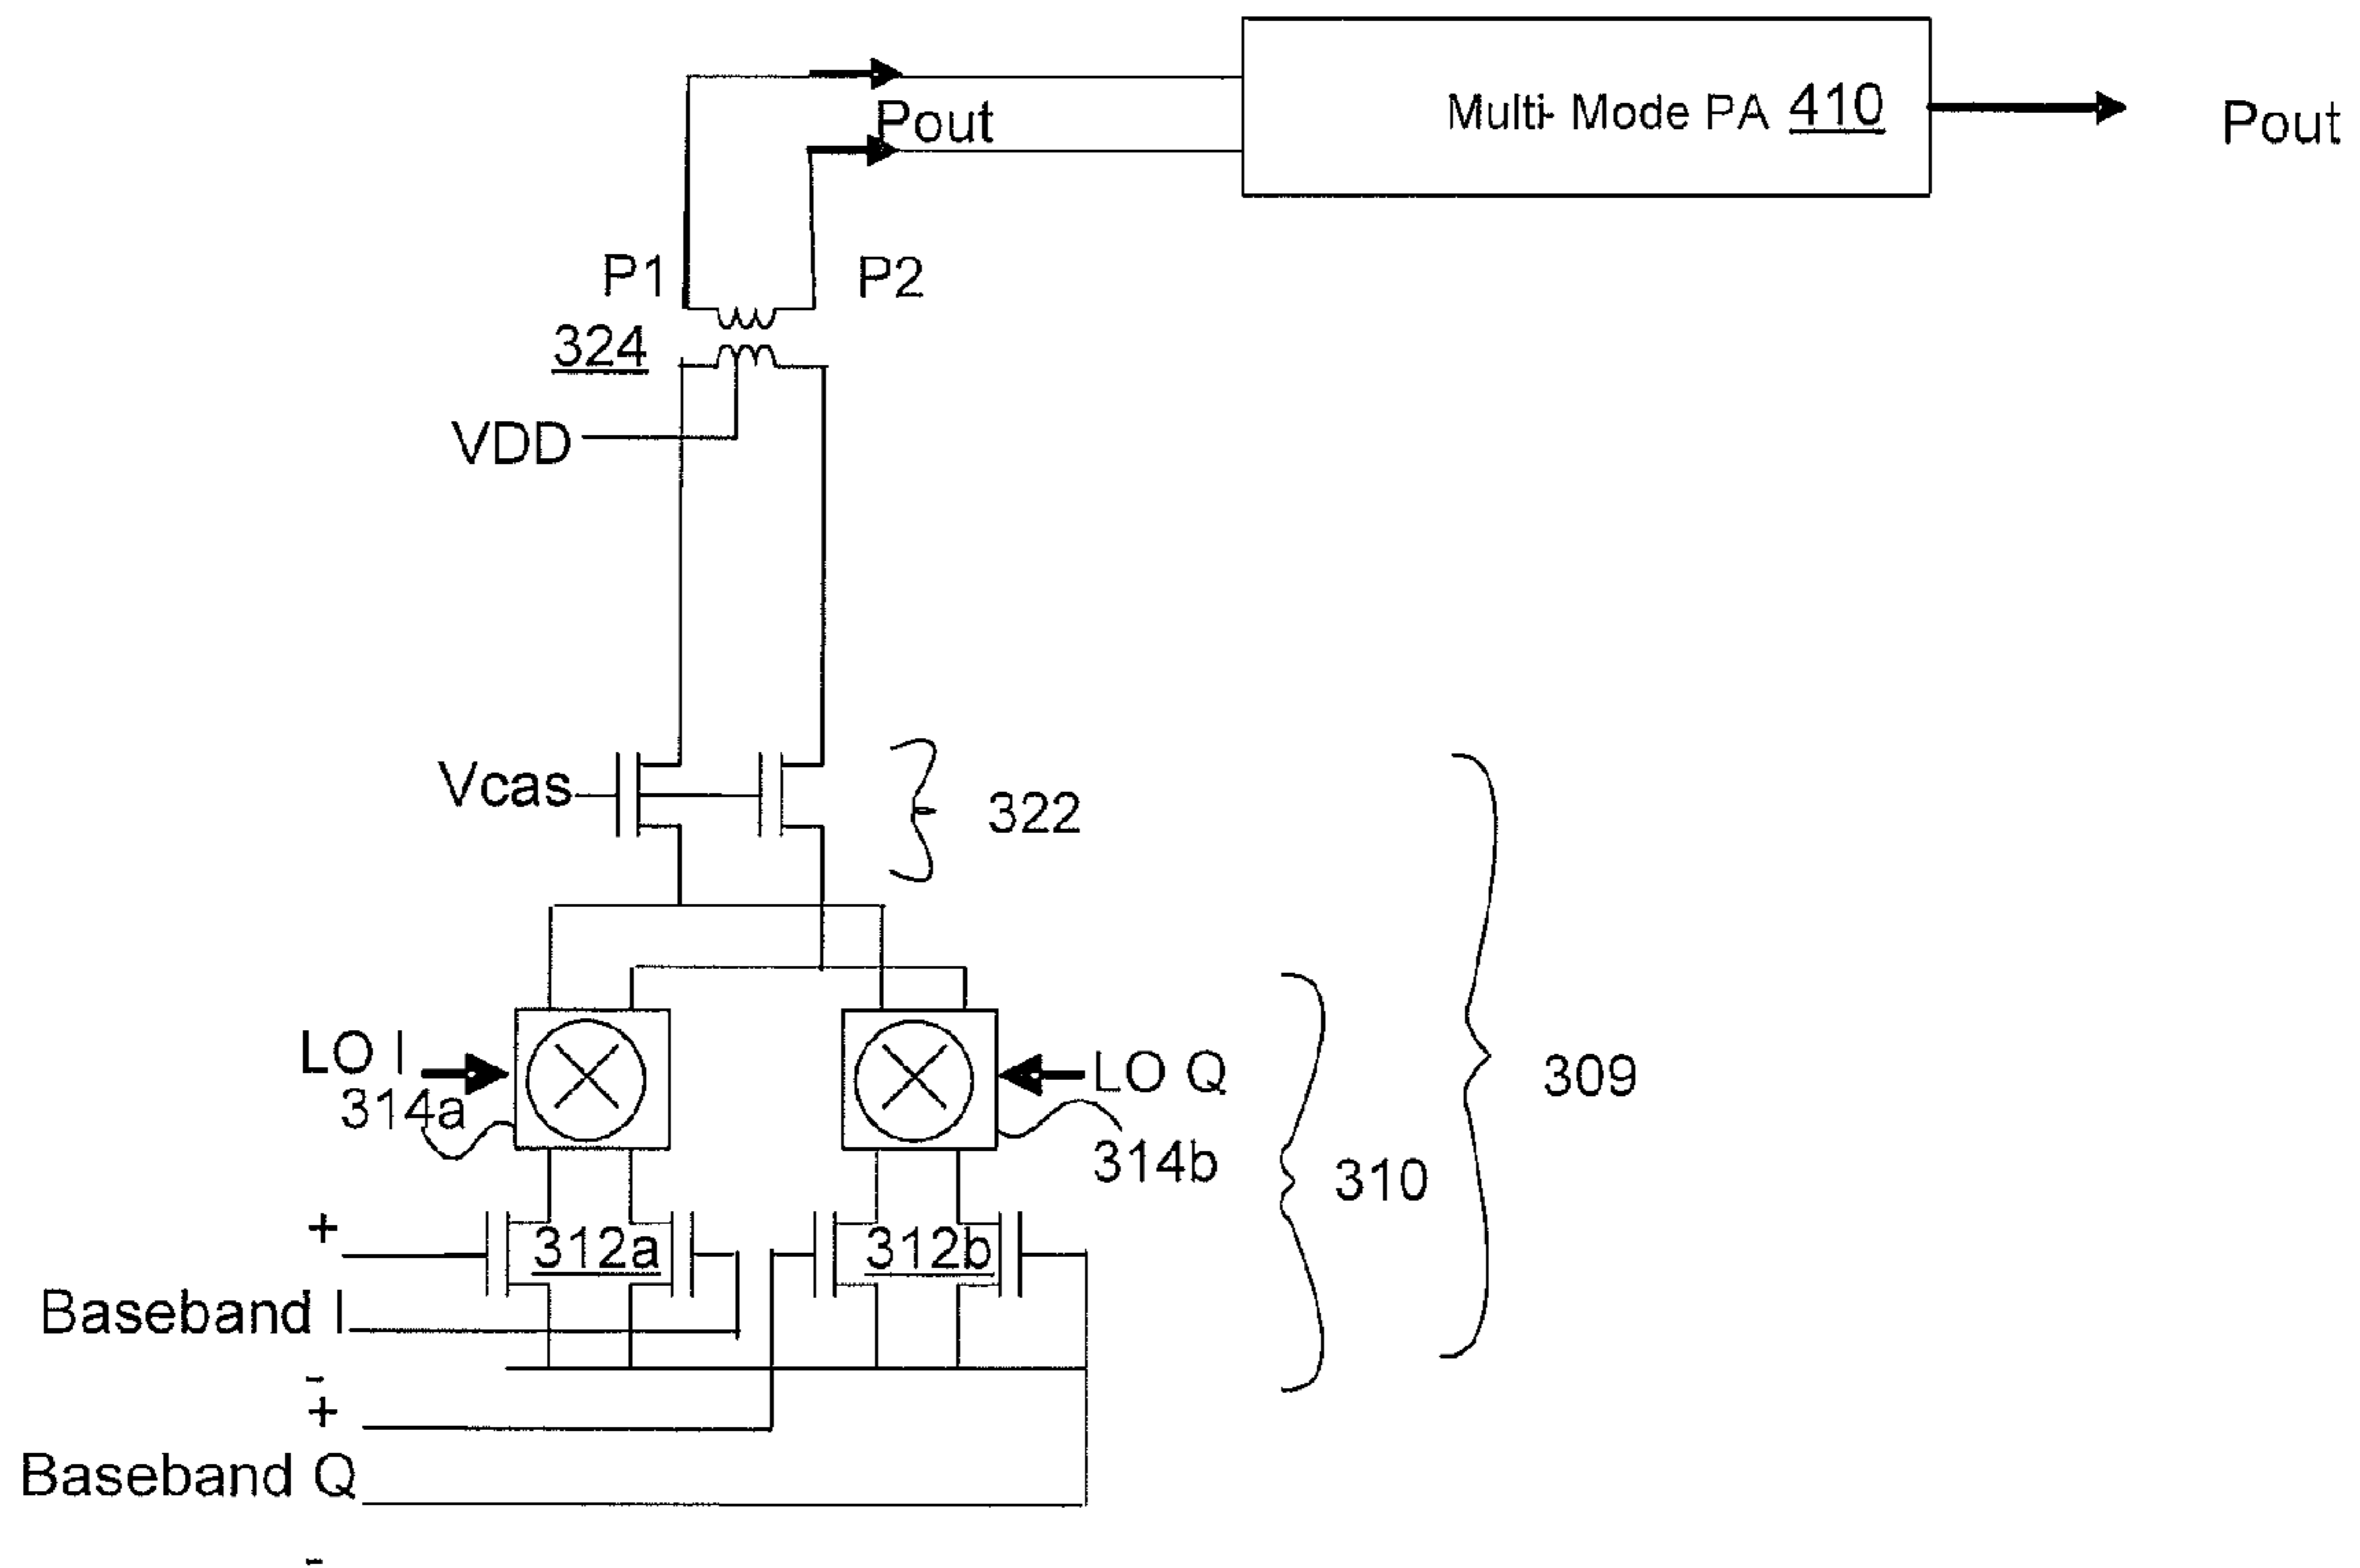 Multi- Mode PA 410
Pout
Pout
P1
P2
324
VDD
Vcas
322
LO I
LO Q
309
314a
314b
310
+
312a
312b
Baseband I
-
+
Baseband Q
-